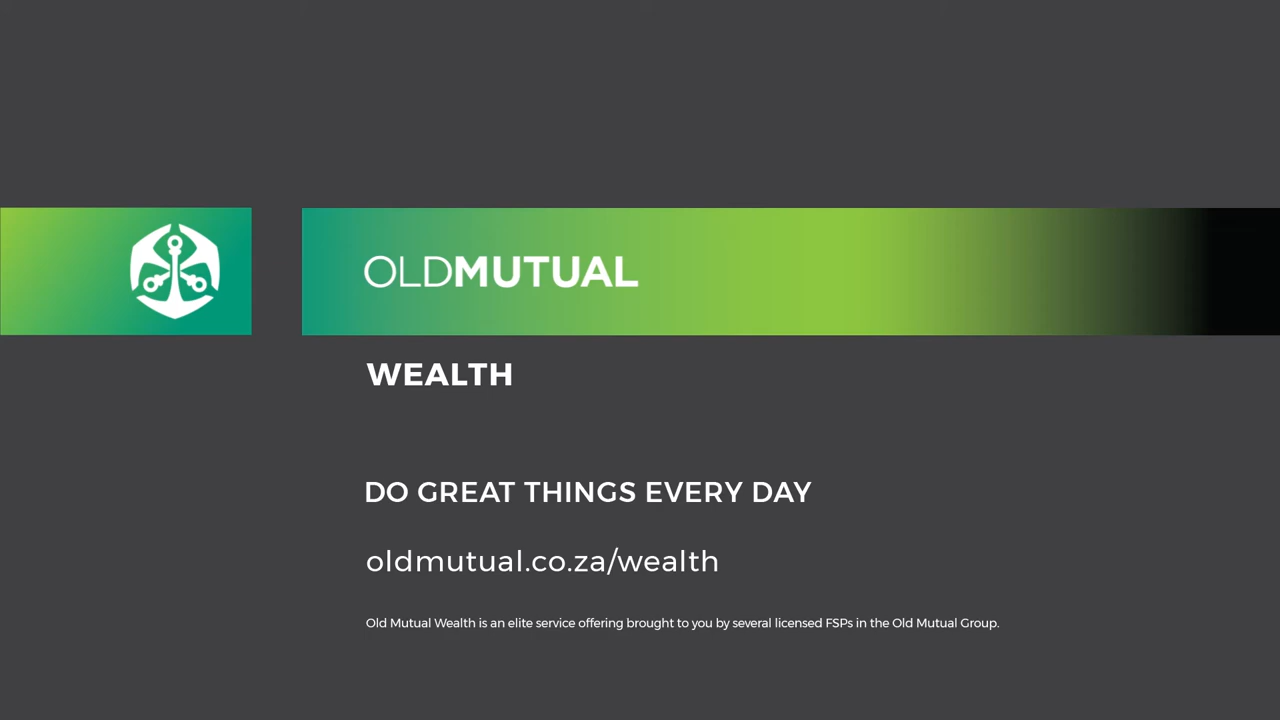 OLDMUTUAL
WEALTH
DO GREAT THINGS EVERY DAY
oldmutual.co.za/wealth
Old Mutual Wealth is an elite service offering brought to you by several licensed FSPs in the Old Mutual Group.